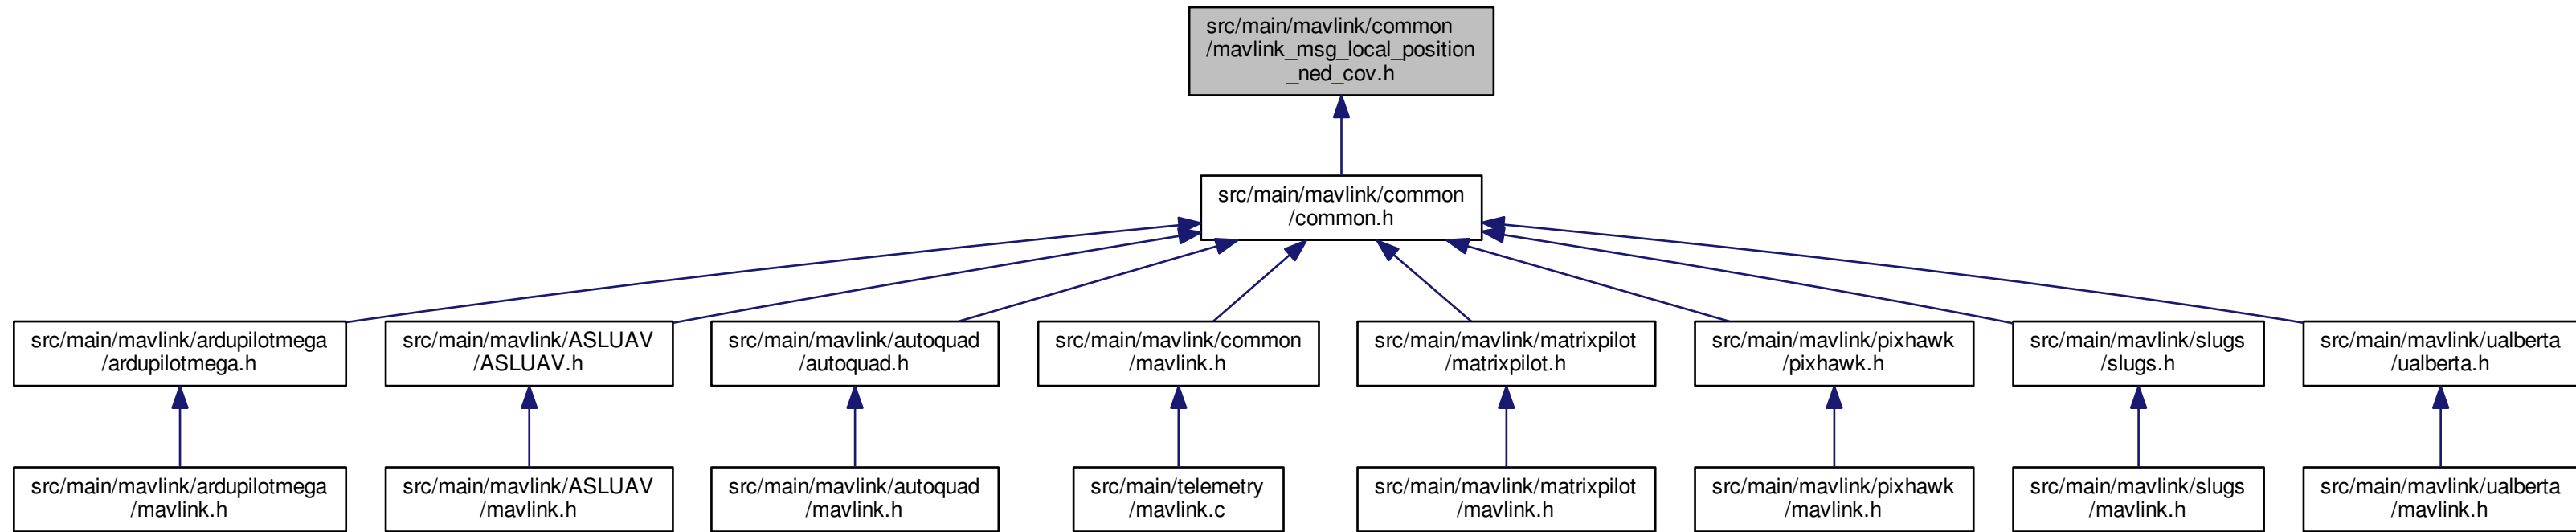 src/main/mavlink/common
/mavlink_msg_local_position
_ned_cov.h
src/main/mavlink/common
/common.h
src/main/mavlink/ardupilotmega
/ardupilotmega.h
src/main/mavlink/ASLUAV
/ASLUAV.h
src/main/mavlink/autoquad
/autoquad.h
src/main/mavlink/common
/mavlink.h
src/main/mavlink/matrixpilot
/matrixpilot.h
src/main/mavlink/pixhawk
/pixhawk.h
src/main/mavlink/slugs
/slugs.h
src/main/mavlink/ualberta
/ualberta.h
src/main/mavlink/ardupilotmega
/mavlink.h
src/main/mavlink/ASLUAV
/mavlink.h
src/main/mavlink/autoquad
/mavlink.h
src/main/telemetry
/mavlink.c
src/main/mavlink/matrixpilot
/mavlink.h
src/main/mavlink/pixhawk
/mavlink.h
src/main/mavlink/slugs
/mavlink.h
src/main/mavlink/ualberta
/mavlink.h